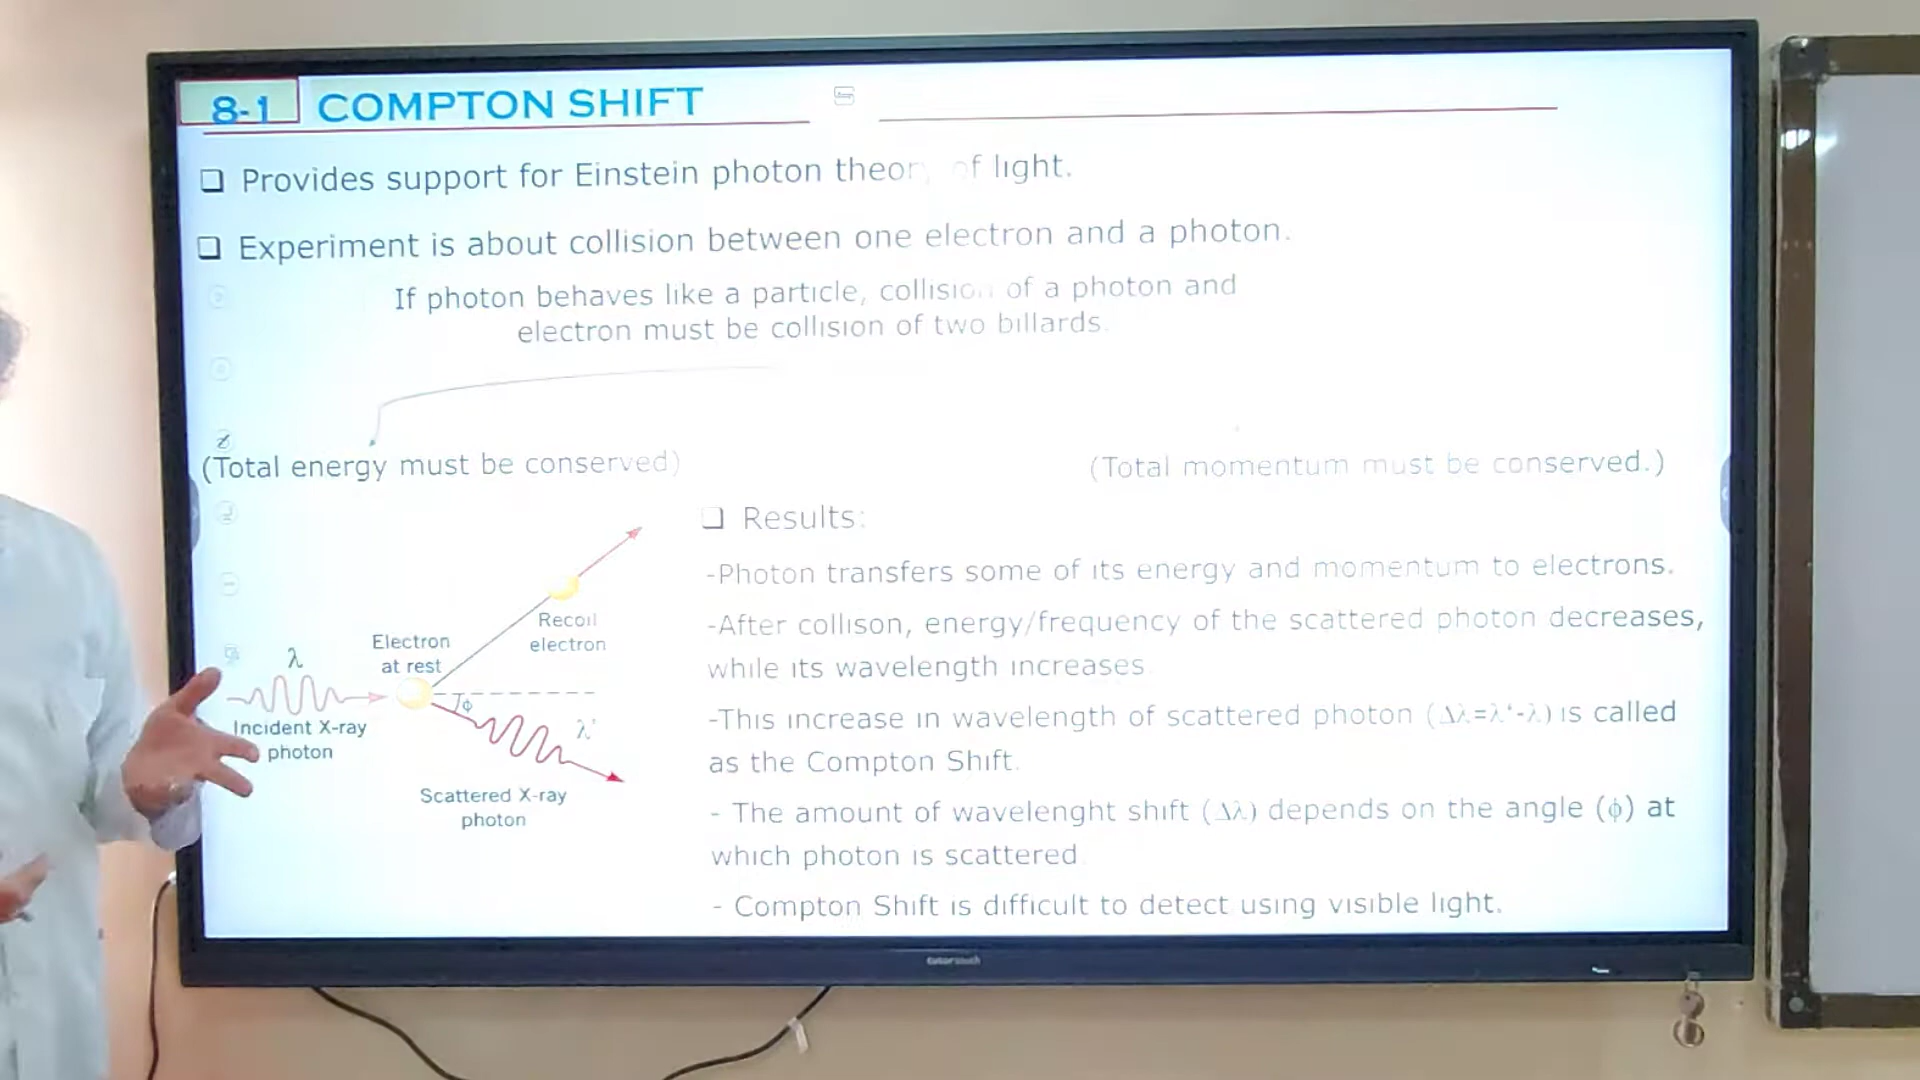 8-1 COMPTON SHIFT
❑ Provides support for Einstein photon theory of light.
❑ Experiment is about collision between one electron and a photon.
If photon behaves like a particle, collision of a photon and
electron must be collision of two billards.
(Total energy must be conserved)
(Total momentum must be conserved.)
❑ Results:
-Photon transfers some of its energy and momentum to electrons.
-After collison, energy/frequency of the scattered photon decreases,
while its wavelength increases
-This increase in wavelength of scattered photon (Δλ=λ'-λ) is called
as the Compton Shift.
- The amount of wavelenght shift (Δλ) depends on the angle (ϕ) at
which photon is scattered
- Compton Shift is difficult to detect using visible light.
Recoil
electron
Electron
at rest
λ
Incident X-ray
photon
ϕ
λ'
Scattered X-ray
photon